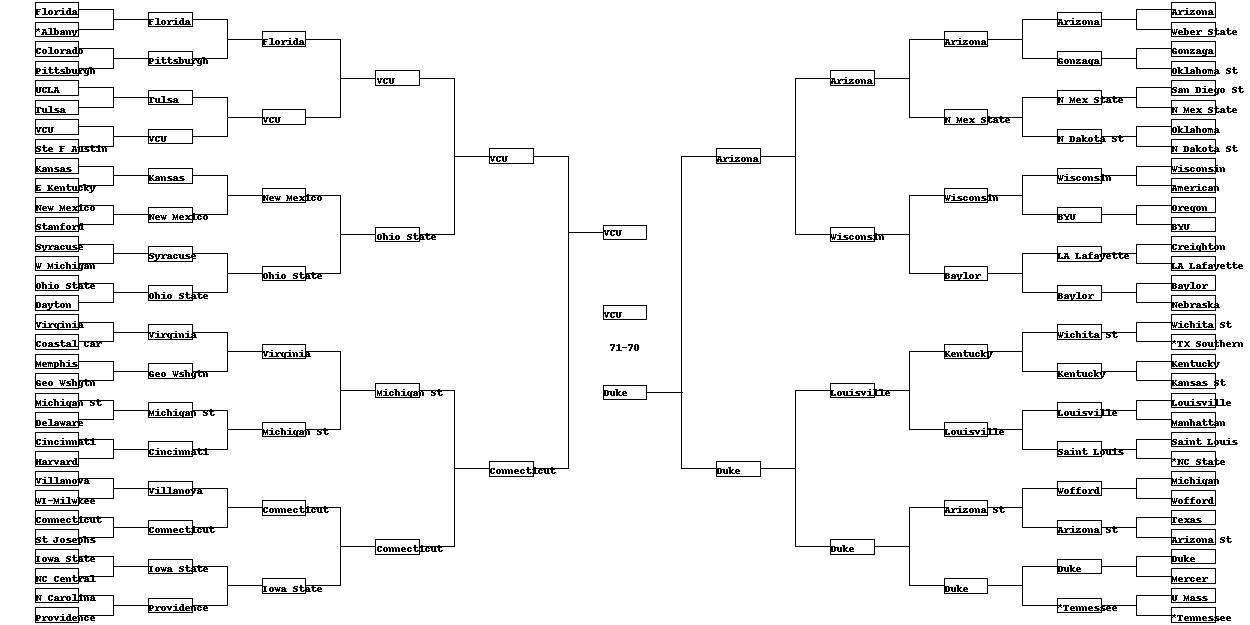 Florida
*Albany
Colorado
Pittsburgh
UCLA
Tulsa
VCU
Ste F Austin
Kansas
E Kentucky
New Mexico
Stanford
Syracuse
W Michigan
Ohio State
Dayton
Virginia
Coastal Car
Memphis
Geo Wshgtn
Michigan St
Delaware
Cincinnati
Harvard
Villanova
WI-Milwkee
Connecticut
St Josephs
Iowa State
NC Central
N Carolina
Providence
Florida
Pittsburgh
Tulsa
VCU
Kansas
New Mexico
Syracuse
Ohio State
Virginia
Geo Wshgtn
Michigan St
Cincinnati
Villanova
Connecticut
Iowa State
Providence
Florida
VCU
New Mexico
Ohio State
Virginia
Michigan St
Connecticut
Iowa State
VCU
Ohio State
Michigan St
Connecticut
VCU
Connecticut
VCU
VCU
71-70
Duke
Arizona
Duke
Arizona
Wisconsin
Louisville
Duke
Arizona
N Mex State
Wisconsin
Baylor
Kentucky
Louisville
Arizona St
Duke
Arizona
Gonzaga
N Mex State
N Dakota St
Wisconsin
BYU
LA Lafayette
Baylor
Wichita St
Kentucky
Louisville
Saint Louis
Wofford
Arizona St
Duke
*Tennessee
Arizona
Weber State
Gonzaga
Oklahoma St
San Diego St
N Mex State
Oklahoma
N Dakota St
Wisconsin
American
Oregon
BYU
Creighton
LA Lafayette
Baylor
Nebraska
Wichita St
*TX Southern
Kentucky
Kansas St
Louisville
Manhattan
Saint Louis
*NC State
Michigan
Wofford
Texas
Arizona St
Duke
Mercer
U Mass
*Tennessee